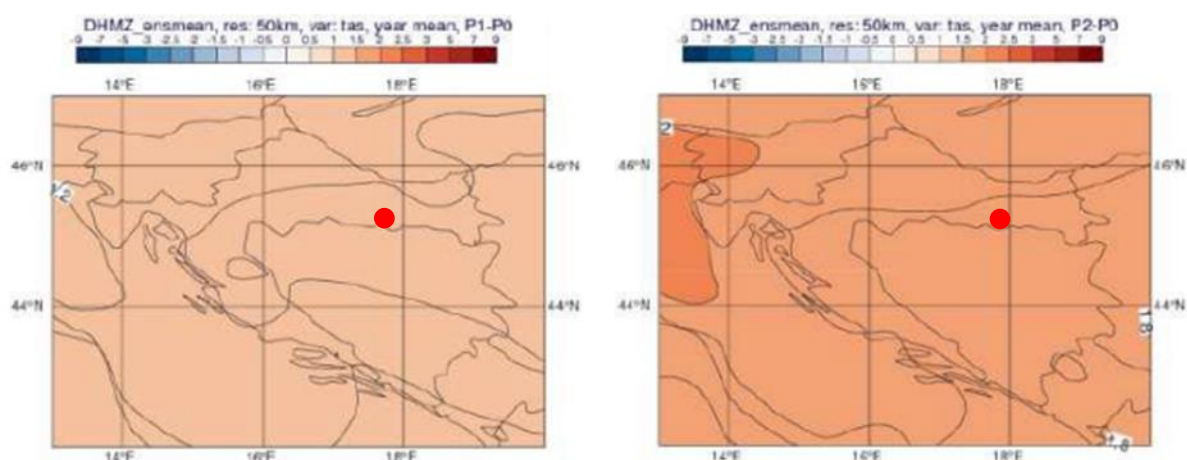 DHMZ_ensmean, res: 50km, var: tas, year mean, P1-P0
-9 -7 -5 -3 -2.5 -2 -1.5 -1 -0.5 0 0.5 1 1.5 2 2.5 3 5 7 9
14°E 16°E 18°E
46°N 46°N
44°N 44°N
14°E 16°E 18°E
DHMZ_ensmean, res: 50km, var: tas, year mean, P2-P0
-9 -7 -5 -3 -2.5 -2 -1.5 -1 -0.5 0 0.5 1 1.5 2 2.5 3 5 7 9
14°E 16°E 18°E
2
46°N
44°N
1.8
14°E 16°E 18°E